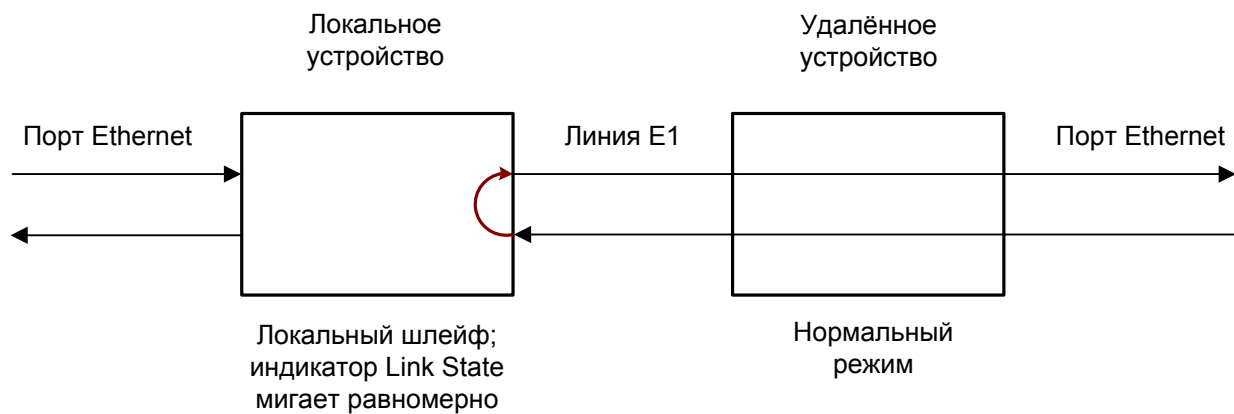 Локальное
устройство
Удалённое
устройство
Порт Ethernet
Линия E1
Порт Ethernet
Локальный шлейф;
индикатор Link State
мигает равномерно
Нормальный
режим